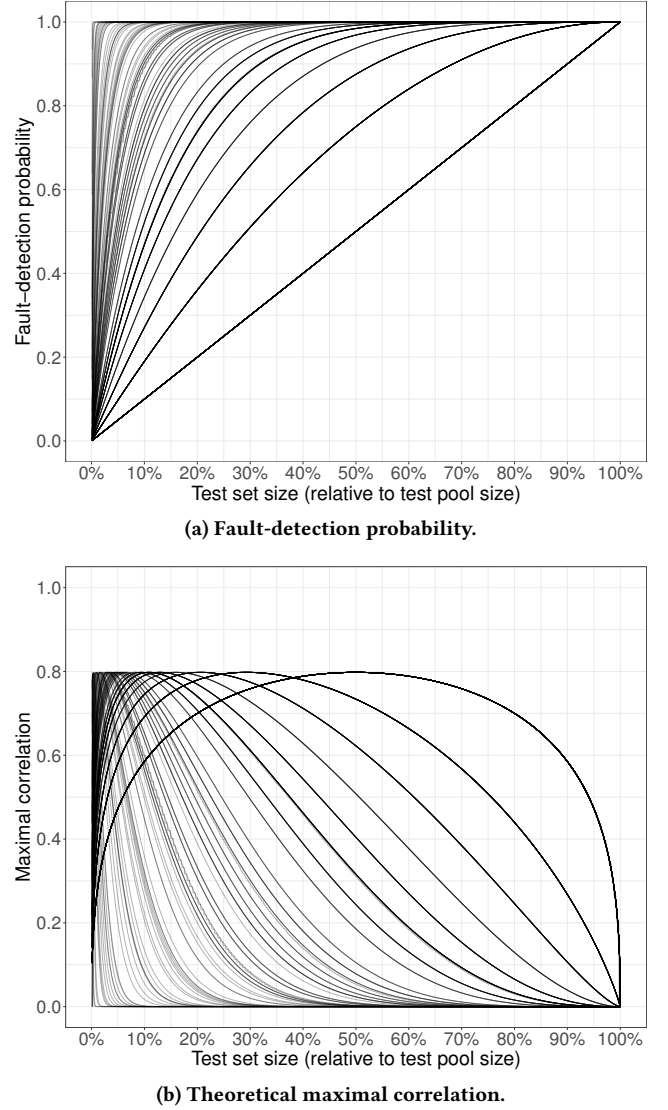 1.0
0.8
0.6
0.4
0.2
0.0
Fault−detection probability
0% 10% 20% 30% 40% 50% 60% 70% 80% 90% 100%
Test set size (relative to test pool size)
(a) Fault-detection probability.
1.0
0.8
0.6
0.4
0.2
0.0
Maximal correlation
0% 10% 20% 30% 40% 50% 60% 70% 80% 90% 100%
Test set size (relative to test pool size)
(b) Theoretical maximal correlation.